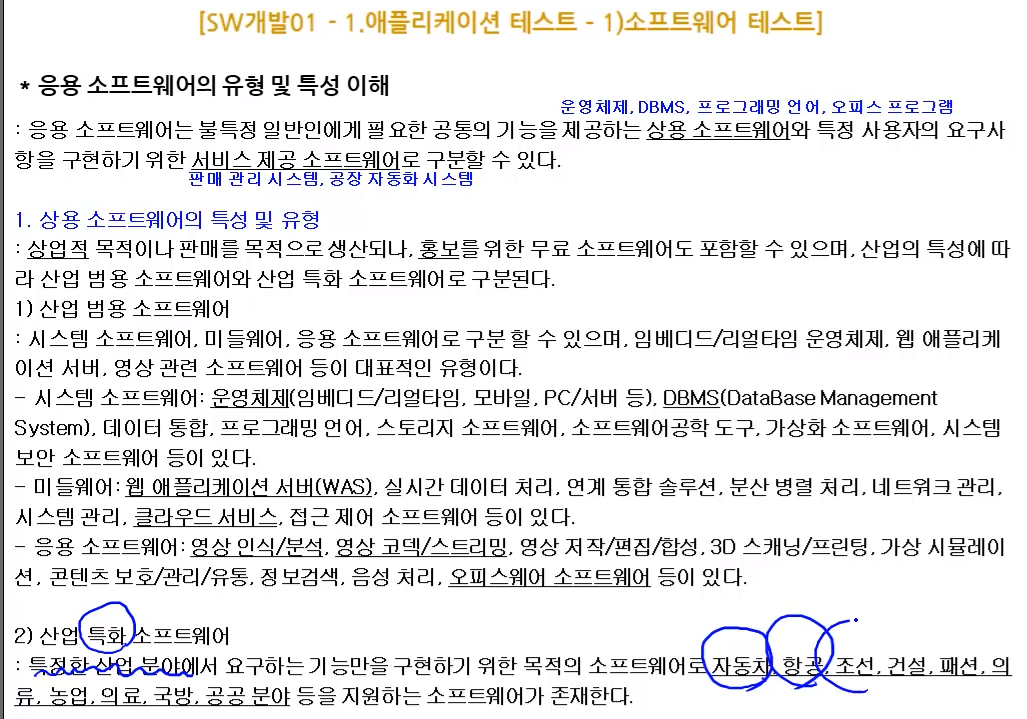 [SW개발01 - 1.애플리케이션 테스트 - 1)소프트웨어 테스트]
* 응용 소프트웨어의 유형 및 특성 이해
운영체제, DBMS, 프로그래밍 언어, 오피스 프로그램
: 응용 소프트웨어는 불특정 일반인에게 필요한 공통의 기능을 제공하는 상용 소프트웨어와 특정 사용자의 요구사
항을 구현하기 위한 서비스 제공 소프트웨어로 구분할 수 있다.
판매 관리 시스템, 공장 자동화 시스템
1. 상용 소프트웨어의 특성 및 유형
: 상업적 목적이나 판매를 목적으로 생산되나, 홍보를 위한 무료 소프트웨어도 포함할 수 있으며, 산업의 특성에 따
라 산업 범용 소프트웨어와 산업 특화 소프트웨어로 구분된다.
1) 산업 범용 소프트웨어
: 시스템 소프트웨어, 미들웨어, 응용 소프트웨어로 구분 할 수 있으며, 임베디드/리얼타임 운영체제, 웹 애플리케
이션 서버, 영상 관련 소프트웨어 등이 대표적인 유형이다.
- 시스템 소프트웨어: 운영체제(임베디드/리얼타임, 모바일, PC/서버 등), DBMS(DataBase Management
System), 데이터 통합, 프로그래밍 언어, 스토리지 소프트웨어, 소프트웨어공학 도구, 가상화 소프트웨어, 시스템
보안 소프트웨어 등이 있다.
- 미들웨어: 웹 애플리케이션 서버(WAS), 실시간 데이터 처리, 연계 통합 솔루션, 분산 병렬 처리, 네트워크 관리,
시스템 관리, 클라우드 서비스, 접근 제어 소프트웨어 등이 있다.
- 응용 소프트웨어: 영상 인식/분석, 영상 코덱/스트리밍, 영상 저작/편집/합성, 3D 스캐닝/프린팅, 가상 시뮬레이
션, 콘텐츠 보호/관리/유통, 정보검색, 음성 처리, 오피스웨어 소프트웨어 등이 있다.
2) 산업 특화 소프트웨어
: 특정화 산업 분야에서 요구하는 기능만을 구현하기 위한 목적의 소프트웨어로 자동차, 항공, 조선, 건설, 패션, 의
류, 농업, 의료, 국방, 공공 분야 등을 지원하는 소프트웨어가 존재한다.